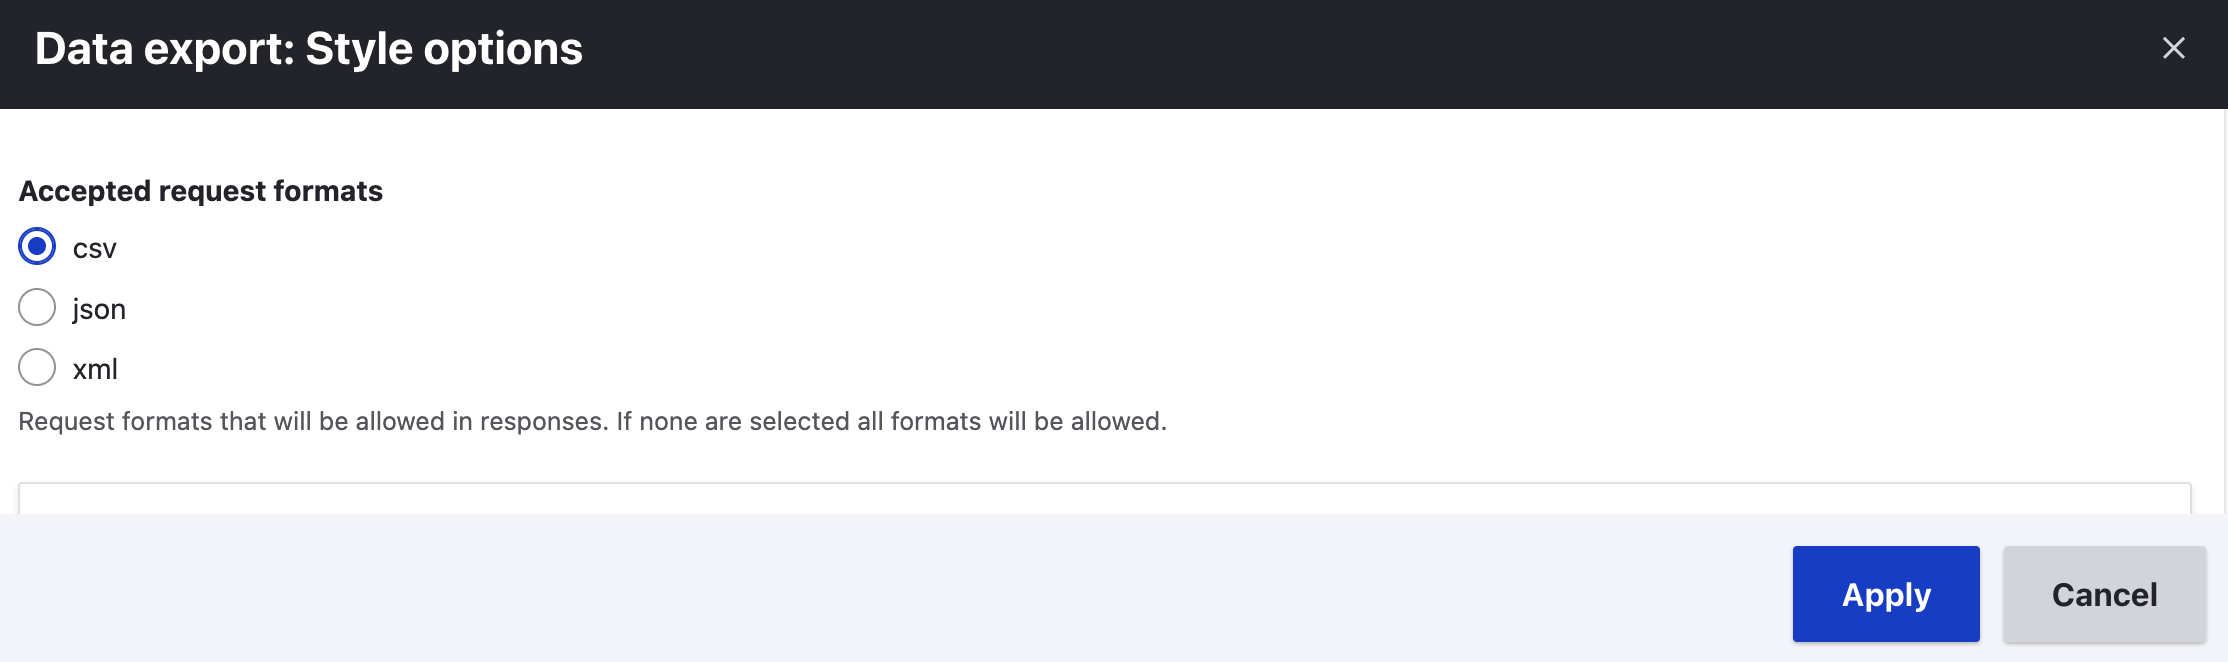 Data export: Style options
Accepted request formats
csv
json
xml
Request formats that will be allowed in responses. If none are selected all formats will be allowed.
Apply
Cancel